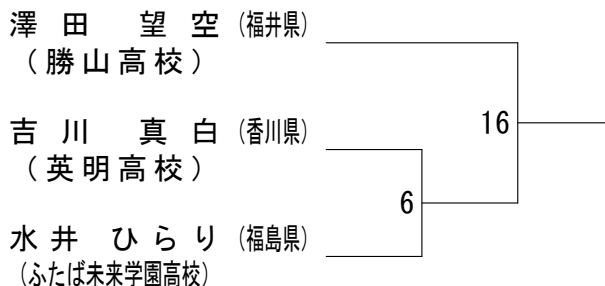 澤田 望空 (福井県)
(勝山高校)
16
吉川 真白 (香川県)
(英明高校)
6
水井 ひらり (福島県)
(ふたば未来学園高校)